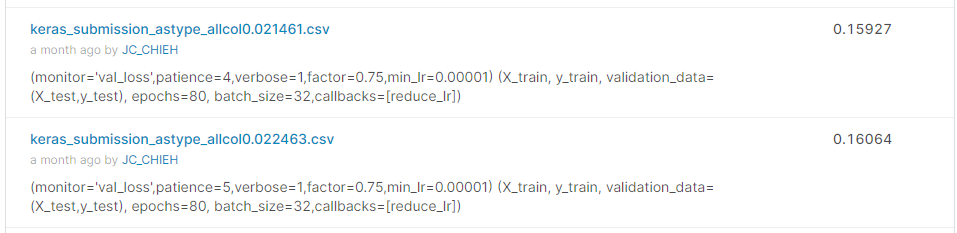 keras_submission_astype_allcol0.021461.csv 0.15927
a month ago by JC_CHIEH
(monitor='val_loss',patience=4,verbose=1,factor=0.75,min_lr=0.00001) (X_train, y_train, validation_data=
(X_test,y_test), epochs=80, batch_size=32,callbacks=[reduce_lr])
keras_submission_astype_allcol0.022463.csv 0.16064
a month ago by JC_CHIEH
(monitor='val_loss',patience=5,verbose=1,factor=0.75,min_lr=0.00001) (X_train, y_train, validation_data=
(X_test,y_test), epochs=80, batch_size=32,callbacks=[reduce_lr])